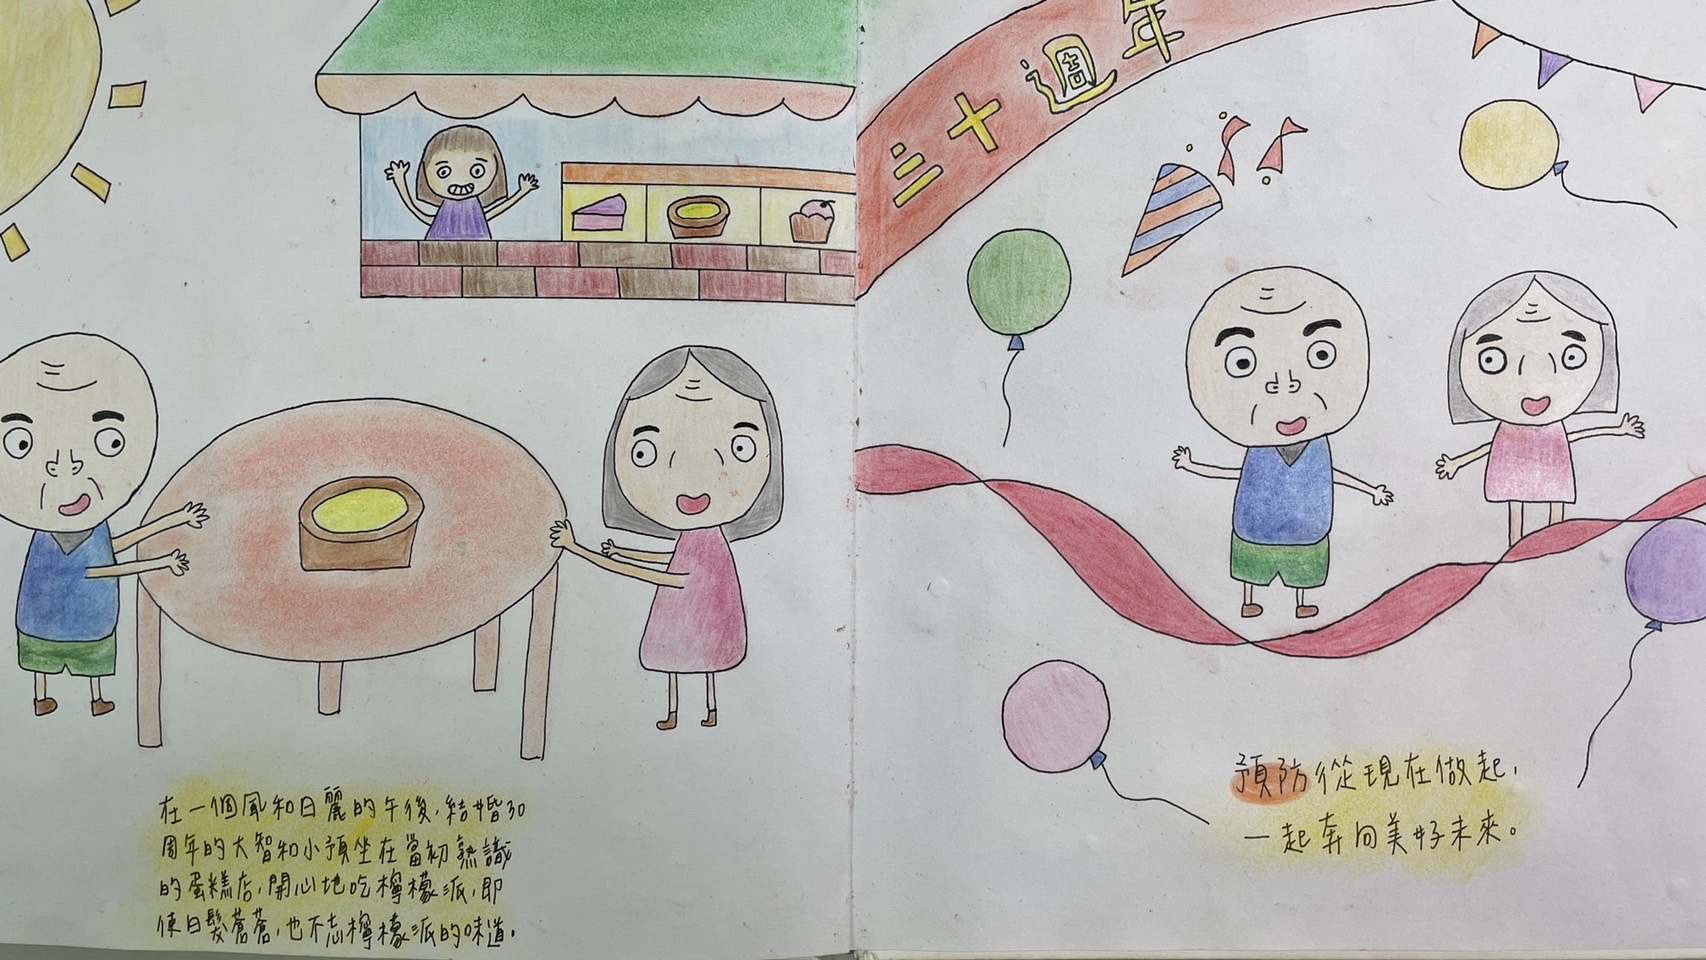 在一個風和日麗的午後,結婚30
周年的大智和小預坐在當初熟識
的蛋糕店,開心地吃檸檬派,即
使白髮蒼蒼,也不忘檸檬派的味道。
三十週年
預防從現在做起,
一起奔向美好未來。